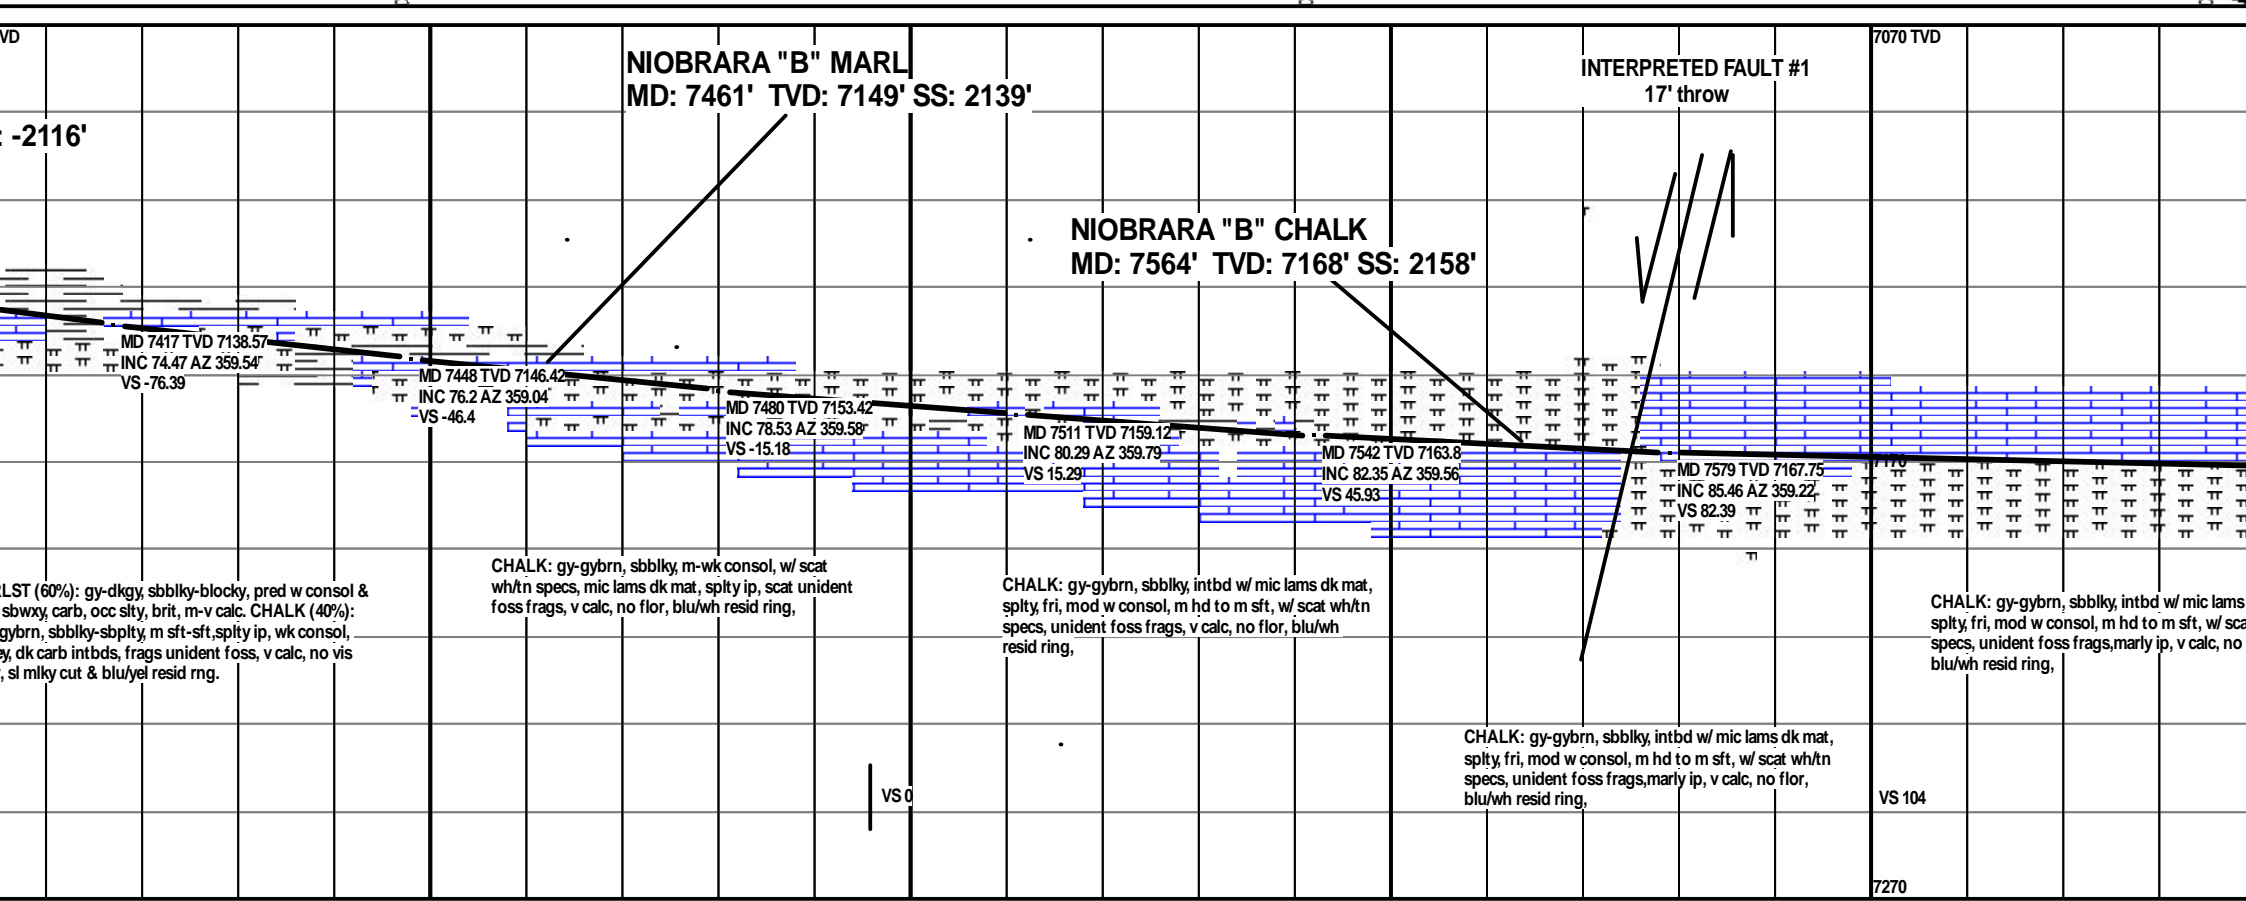 VD
7070 TVD
NIOBRARA "B" MARL
MD: 7461' TVD: 7149' SS: 2139'
INTERPRETED FAULT #1
17' throw
: -2116'
NIOBRARA "B" CHALK
MD: 7564' TVD: 7168' SS: 2158'
MD 7417 TVD 7138.57
INC 74.47 AZ 359.54
VS -76.39
MD 7448 TVD 7146.42
INC 76.2 AZ 359.04
VS -46.4
MD 7480 TVD 7153.42
INC 78.53 AZ 359.58
VS -15.18
MD 7511 TVD 7159.12
INC 80.29 AZ 359.79
VS 15.29
MD 7542 TVD 7163.8
INC 82.35 AZ 359.56
VS 45.93
MD 7579 TVD 7167.75
INC 85.46 AZ 359.22
VS 82.39
7170
RLST (60%): gy-dkgy, sbblky-blocky, pred w consol &
sbwxy, carb, occ slty, brit, m-v calc. CHALK (40%):
gybrn, sbblky-sbplty, m sft-sft,splty ip, wk consol,
ey, dk carb intbds, frags unident foss, v calc, no vis
, sl mlky cut & blu/yel resid rng.
CHALK: gy-gybrn, sbblky, m-wk consol, w/ scat
wh/tn specs, mic lams dk mat, splty ip, scat unident
foss frags, v calc, no flor, blu/wh resid ring,
CHALK: gy-gybrn, sbblky, intbd w/ mic lams dk mat,
splty, fri, mod w consol, m hd to m sft, w/ scat wh/tn
specs, unident foss frags, v calc, no flor, blu/wh
resid ring,
CHALK: gy-gybrn, sbblky, intbd w/ mic lams dk mat,
splty, fri, mod w consol, m hd to m sft, w/ scat wh/tn
specs, unident foss frags,marly ip, v calc, no flor,
blu/wh resid ring,
CHALK: gy-gybrn, sbblky, intbd w/ mic lams
splty, fri, mod w consol, m hd to m sft, w/ sca
specs, unident foss frags,marly ip, v calc, no
blu/wh resid ring,
VS 0
VS 104
7270